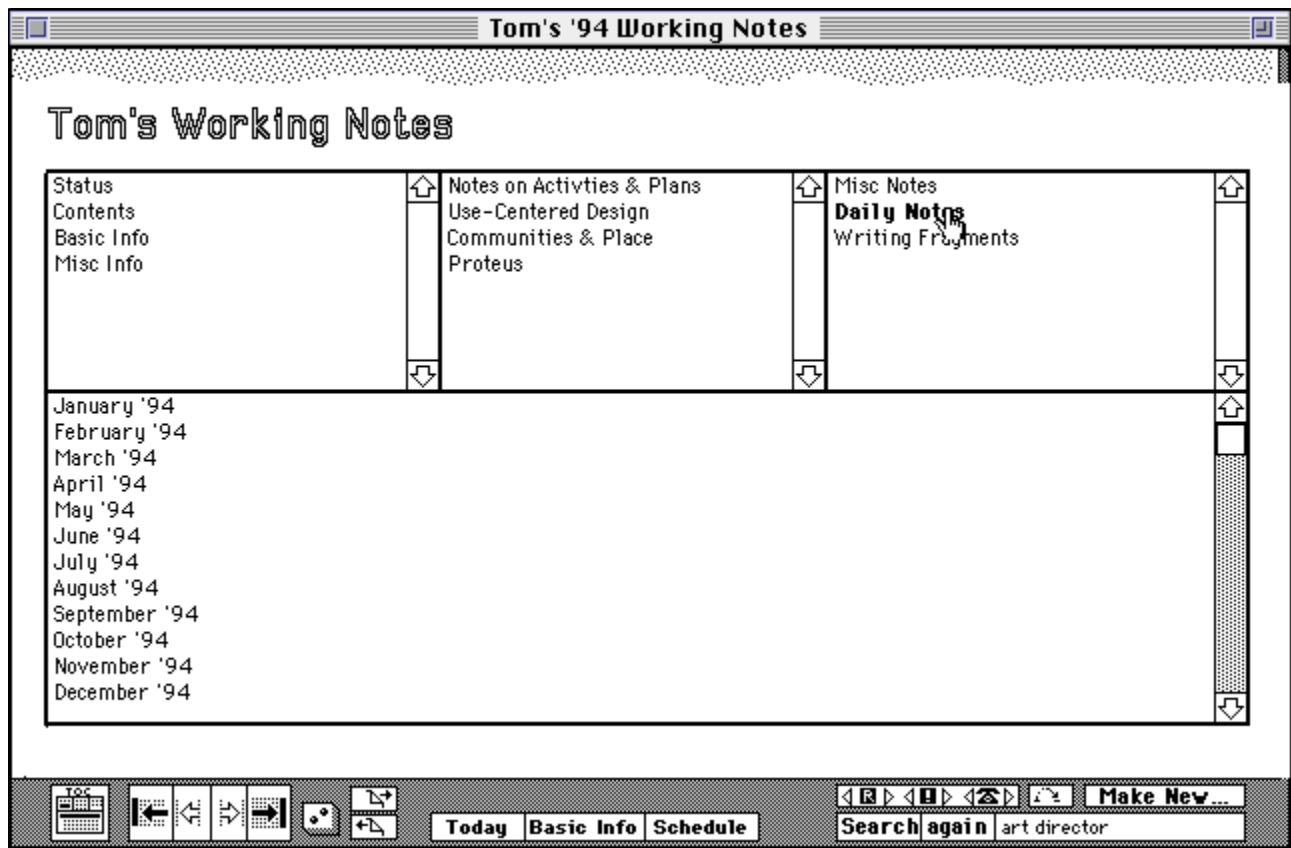 Tom's '94 Working Notes
Tom's Working Notes
Status
Contents
Basic Info
Misc Info
Notes on Activties & Plans
Use-Centered Design
Communities & Place
Proteus
Misc Notes
Daily Notes
Writing Fragments
January '94
February '94
March '94
April '94
May '94
June '94
July '94
August '94
September '94
October '94
November '94
December '94
TOC
Today Basic Info Schedule
R Make New...
Search again art director